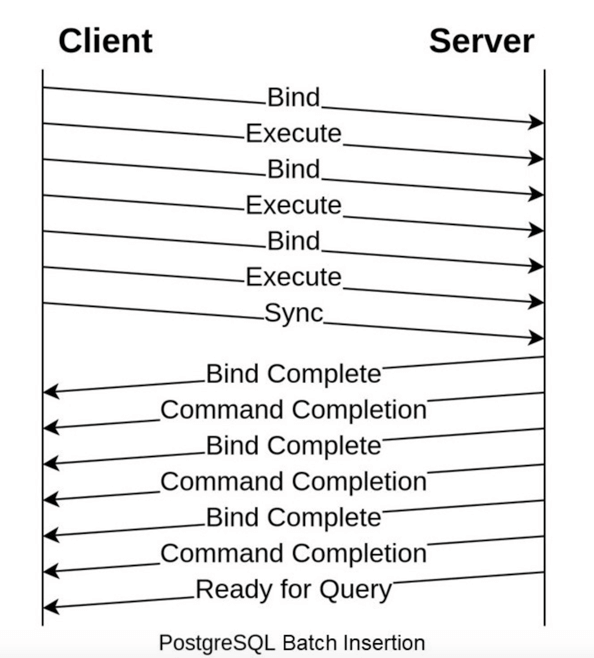 Client Server
Bind
Execute
Bind
Execute
Bind
Execute
Sync
Bind Complete
Command Completion
Bind Complete
Command Completion
Bind Complete
Command Completion
Ready for Query
PostgreSQL Batch Insertion